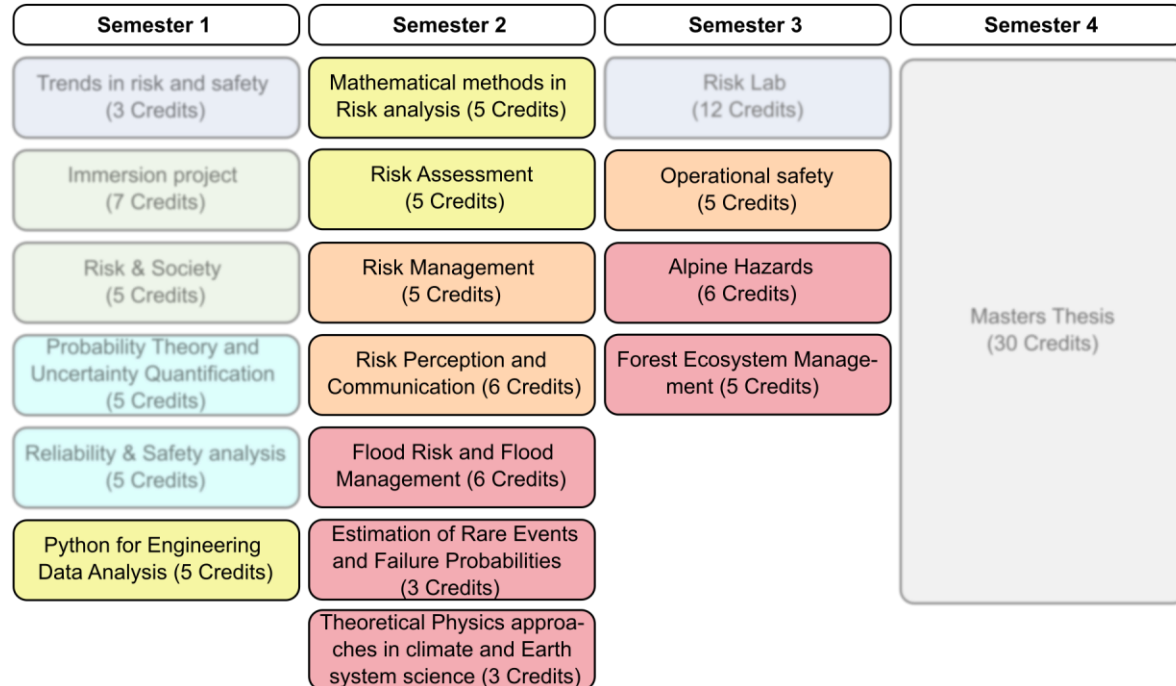 Semester 1
Semester 2
Semester 3
Semester 4
Trends in risk and safety
(3 Credits)
Immersion project
(7 Credits)
Risk & Society
(5 Credits)
Probability Theory and
Uncertainty Quantification
(5 Credits)
Reliability & Safety analysis
(5 Credits)
Python for Engineering
Data Analysis (5 Credits)
Mathematical methods in
Risk analysis (5 Credits)
Risk Assessment
(5 Credits)
Risk Management
(5 Credits)
Risk Perception and
Communication (6 Credits)
Flood Risk and Flood
Management (6 Credits)
Estimation of Rare Events
and Failure Probabilities
(3 Credits)
Theoretical Physics approa-
ches in climate and Earth
system science (3 Credits)
Risk Lab
(12 Credits)
Operational safety
(5 Credits)
Alpine Hazards
(6 Credits)
Forest Ecosystem Manage-
ment (5 Credits)
Masters Thesis
(30 Credits)